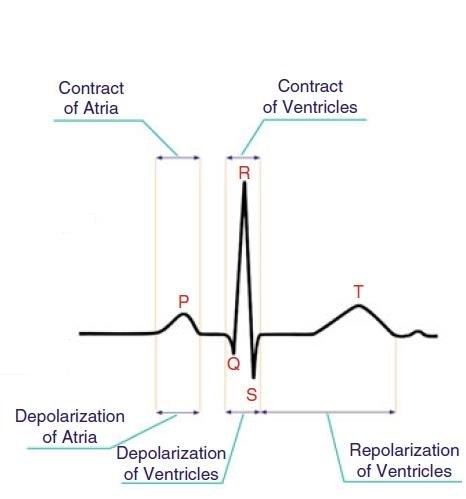 Contract
of Atria
Contract
of Ventricles
R
P
T
Q
S
Depolarization
of Atria
Depolarization
of Ventricles
Repolarization
of Ventricles